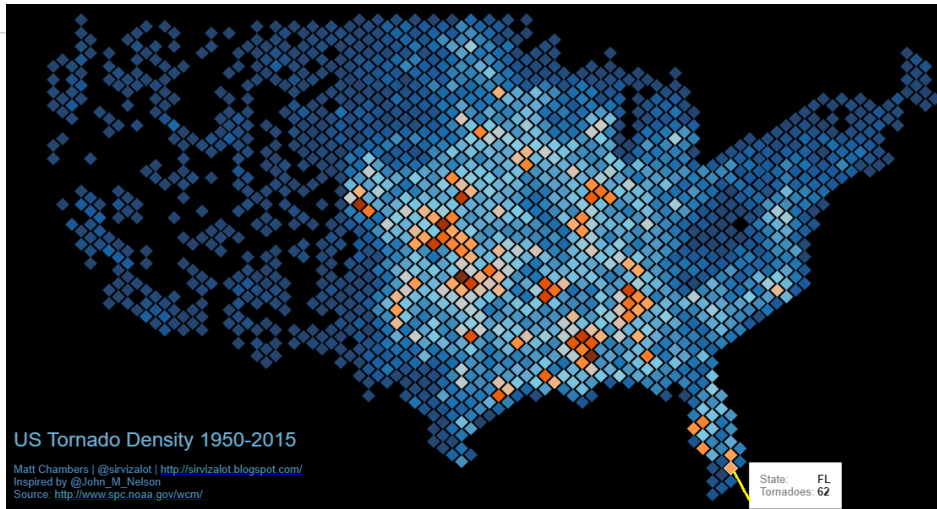 US Tornado Density 1950-2015
Matt Chambers | @sirvizalot | http://sirvizalot.blogspot.com/
Inspired by @John_M_Nelson
Source: http://www.spc.noaa.gov/wcm/
State: FL
Tornadoes: 62